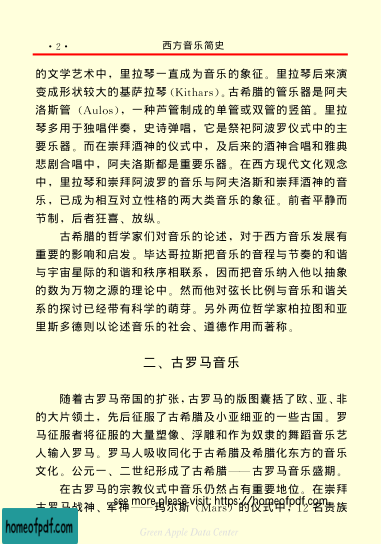 ·2· 西方音乐简史
的文学艺术中，里拉琴一直成为音乐的象征。里拉琴后来演
变成形状较大的基萨拉琴(Kithars)。古希腊的管乐器是阿夫
洛斯管（Aulos），一种芦管制成的单管或双管的竖笛。里拉
琴多用于独唱伴奏，史诗弹唱，它是祭祀阿波罗仪式中的主
要乐器。而在崇拜酒神的仪式中，及后来的酒神合唱和雅典
悲剧合唱中，阿夫洛斯都是重要乐器。在西方现代文化观念
中，里拉琴和崇拜阿波罗的音乐与阿夫洛斯和崇拜酒神的音
乐，已成为相互对立性格的两大类音乐的象征。前者平静而
节制，后者狂喜、放纵。
古希腊的哲学家们对音乐的论述，对于西方音乐发展有
重要的影响和启发。毕达哥拉斯把音乐的音程与节奏的和谐
与宇宙星际的和谐和秩序相联系，因而把音乐纳入他以抽象
的数为万物之源的理论中。然而他对弦长比例与音乐和谐关
系的探讨已经带有科学的萌芽。另外两位哲学家柏拉图和亚
里斯多德则以论述音乐的社会、道德作用而著称。
二、古罗马音乐
随着古罗马帝国的扩张，古罗马的版图囊括了欧、亚、非
的大片领土，先后征服了古希腊及小亚细亚的一些古国。罗
马征服者将征服的大量塑像、浮雕和作为奴隶的舞蹈音乐艺
人输入罗马。罗马人吸收同化于古希腊及希腊化东方的音乐
文化。公元一、二世纪形成了古希腊——古罗马音乐盛期。
在古罗马的宗教仪式中音乐仍然占有重要地位。在崇拜
古罗马战神、军神——玛尔斯（Mars）的仪式中，12名贵族
see more please visit: https://homeofpdf.com
homeofpdf.com
Green Apple Data Center